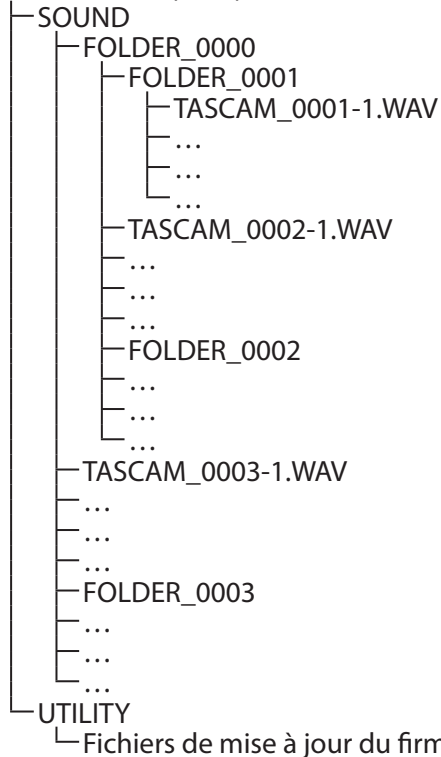 SOUND
FOLDER_0000
FOLDER_0001
TASCAM_0001-1.WAV
…
…
…
TASCAM_0002-1.WAV
…
…
…
FOLDER_0002
…
…
…
TASCAM_0003-1.WAV
…
…
…
FOLDER_0003
…
…
…
UTILITY
Fichiers de mise à jour du